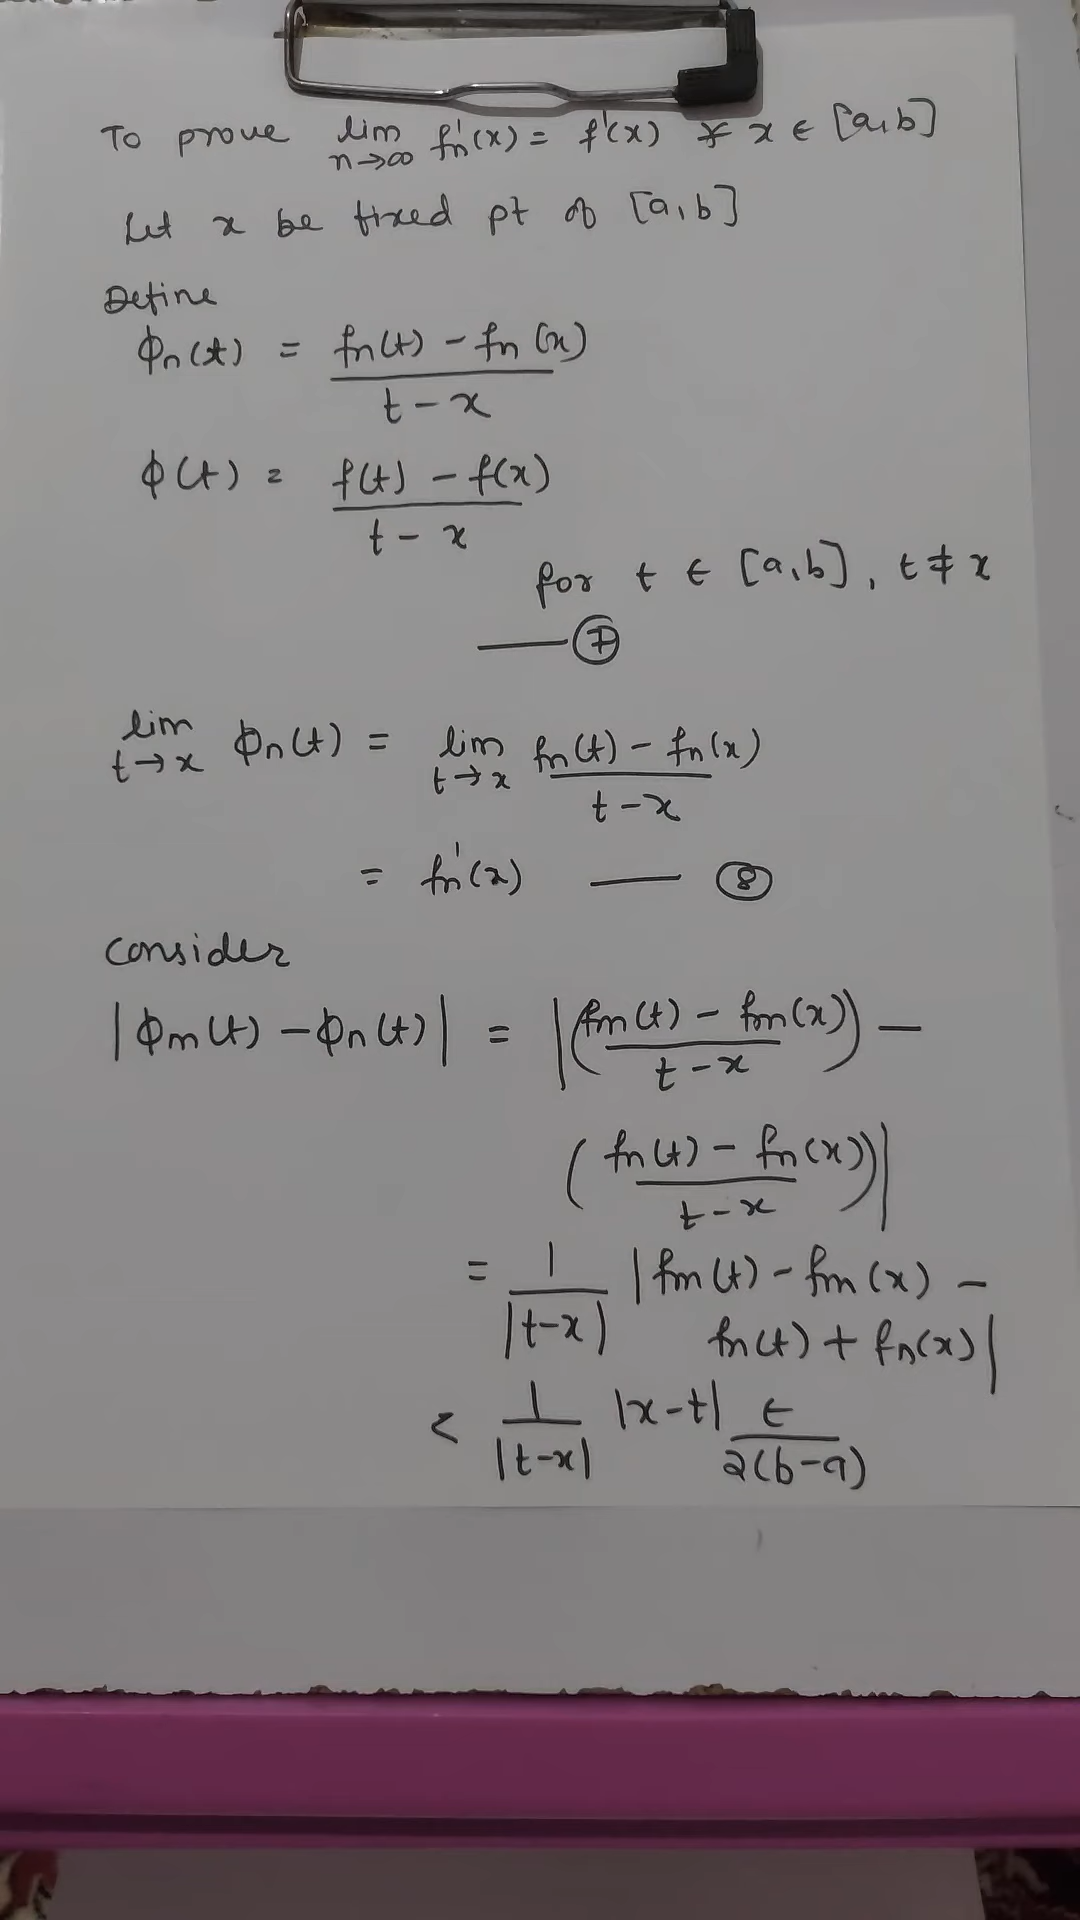 To prove lim n→∞ fn'(x) = f'(x) ∀ x ∈ [a,b]
Let x be fixed pt of [a,b]
Define
ϕn(t) = fn(t) - fn(x) / t-x
ϕ(t) = f(t) - f(x) / t-x
for t ∈ [a,b], t ≠ x
— ⑦
lim t→x ϕn(t) = lim t→x fn(t) - fn(x) / t-x
= fn'(x) — ⑧
consider
|ϕm(t) - ϕn(t)| = |(fm(t) - fm(x) / t-x) -
(fn(t) - fn(x) / t-x)|
= 1/|t-x| |fm(t) - fm(x) -
fn(t) + fn(x)|
< 1/|t-x| |x-t| ε/2(b-a)